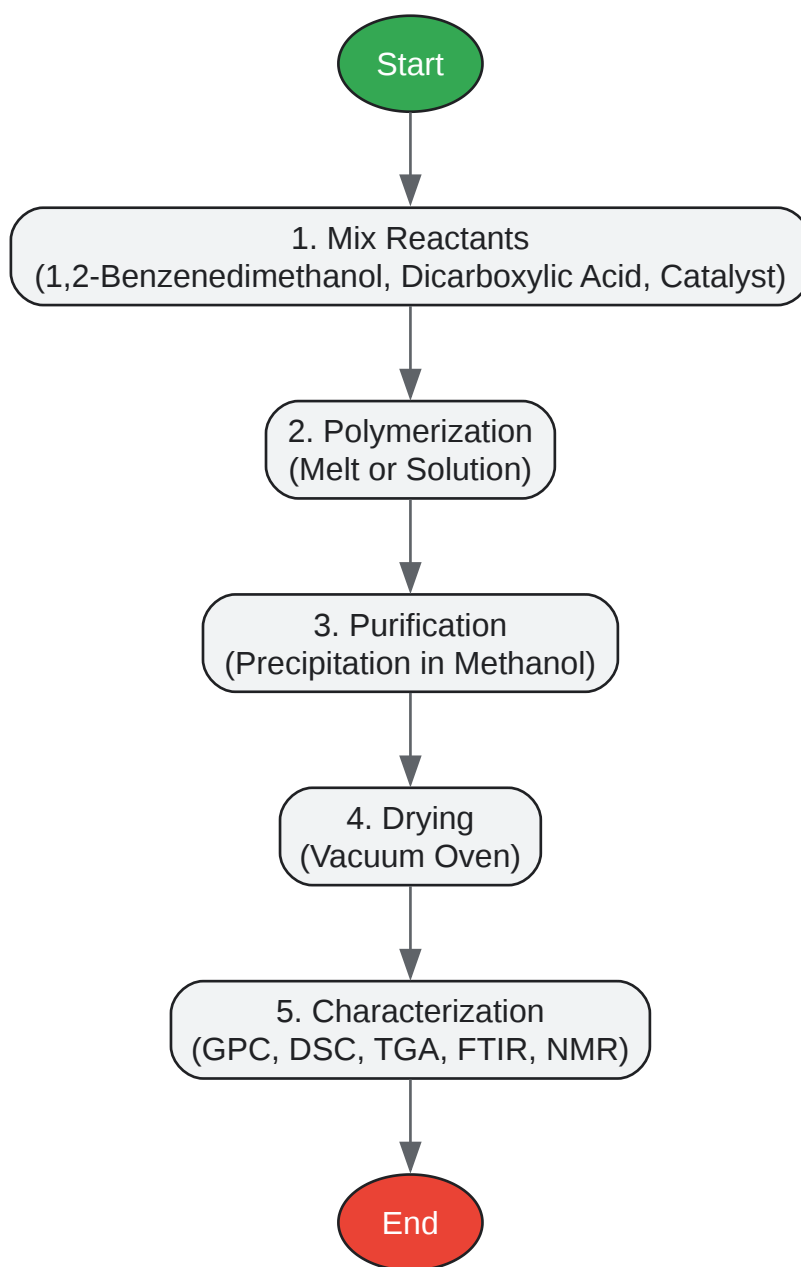 Start
1. Mix Reactants
(1,2-Benzenedimethanol, Dicarboxylic Acid, Catalyst)
2. Polymerization
(Melt or Solution)
3. Purification
(Precipitation in Methanol)
4. Drying
(Vacuum Oven)
5. Characterization
(GPC, DSC, TGA, FTIR, NMR)
End